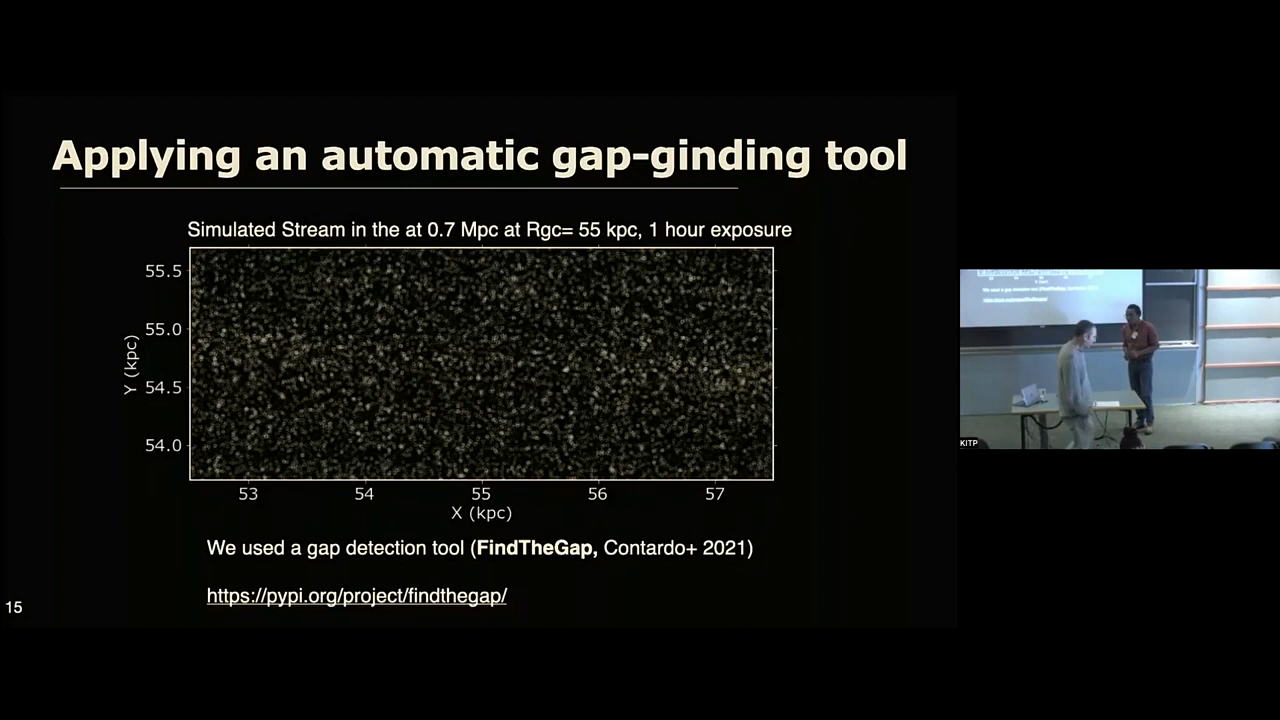 Applying an automatic gap-ginding tool
Simulated Stream in the at 0.7 Mpc at Rgc= 55 kpc, 1 hour exposure
55.5
55.0
54.5
54.0
Y (kpc)
53 54 55 56 57
X (kpc)
We used a gap detection tool (FindTheGap, Contardo+ 2021)
https://pypi.org/project/findthegap/
15
KITP